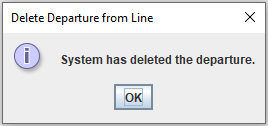 Delete Departure from Line
System has deleted the departure.
OK